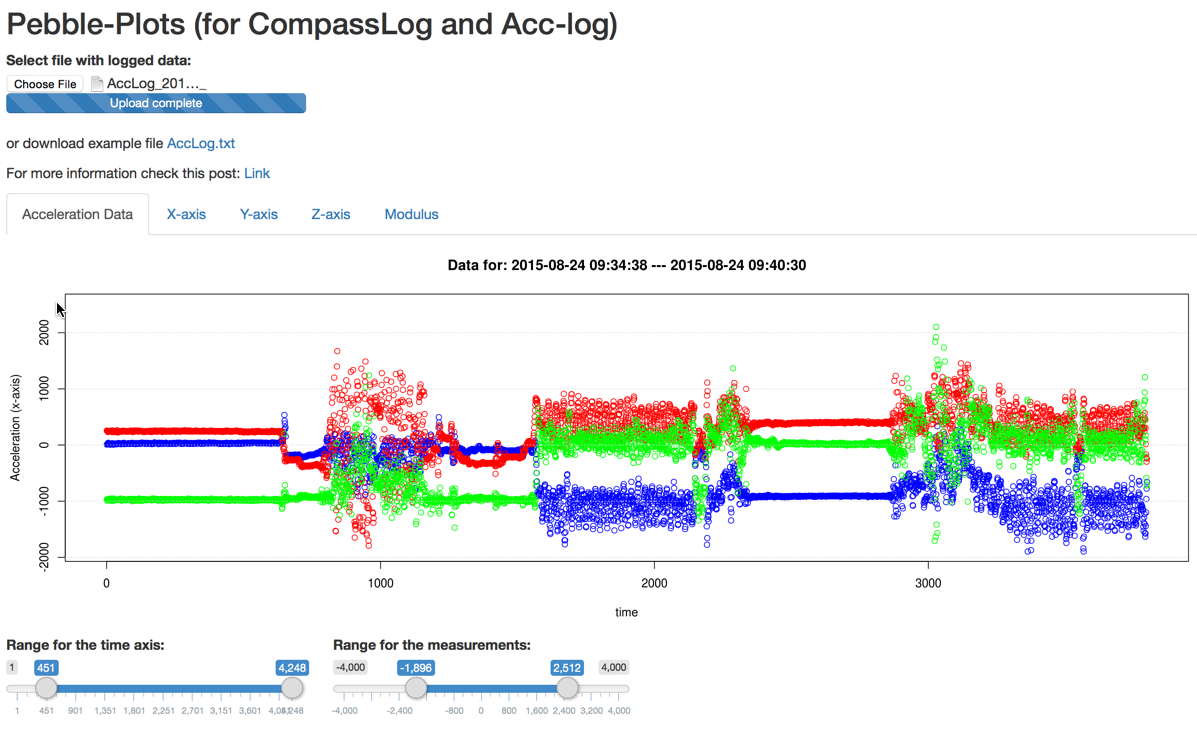 Pebble-Plots (for CompassLog and Acc-log)
Select file with logged data:
Choose File AccLog_201..._
Upload complete
or download example file AccLog.txt
For more information check this post: Link
Acceleration Data X-axis Y-axis Z-axis Modulus
Data for: 2015-08-24 09:34:38 --- 2015-08-24 09:40:30
Acceleration (x-axis)
2000
1000
0
-1000
-2000
0 1000 2000 3000
time
Range for the time axis: Range for the measurements:
1 451 4,248 -4,000 -1,896 2,512 4,000
1 451 901 1,351 1,801 2,251 2,701 3,151 3,601 4,248 -4,000 -2,400 -800 0 800 1,600 2,400 3,200 4,000